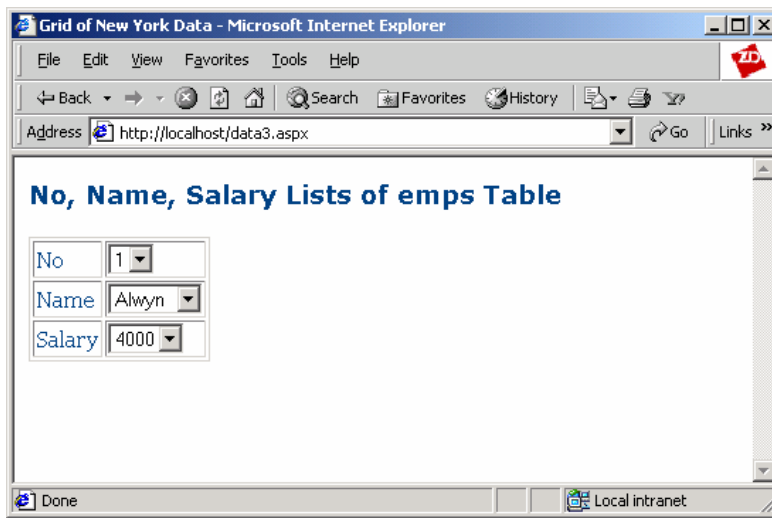 Grid of New York Data - Microsoft Internet Explorer
File Edit View Favorites Tools Help
ZD
Back Search Favorites History
Address http://localhost/data3.aspx Go Links »
No, Name, Salary Lists of emps Table
No 1
Name Alwyn
Salary 4000
Done Local intranet